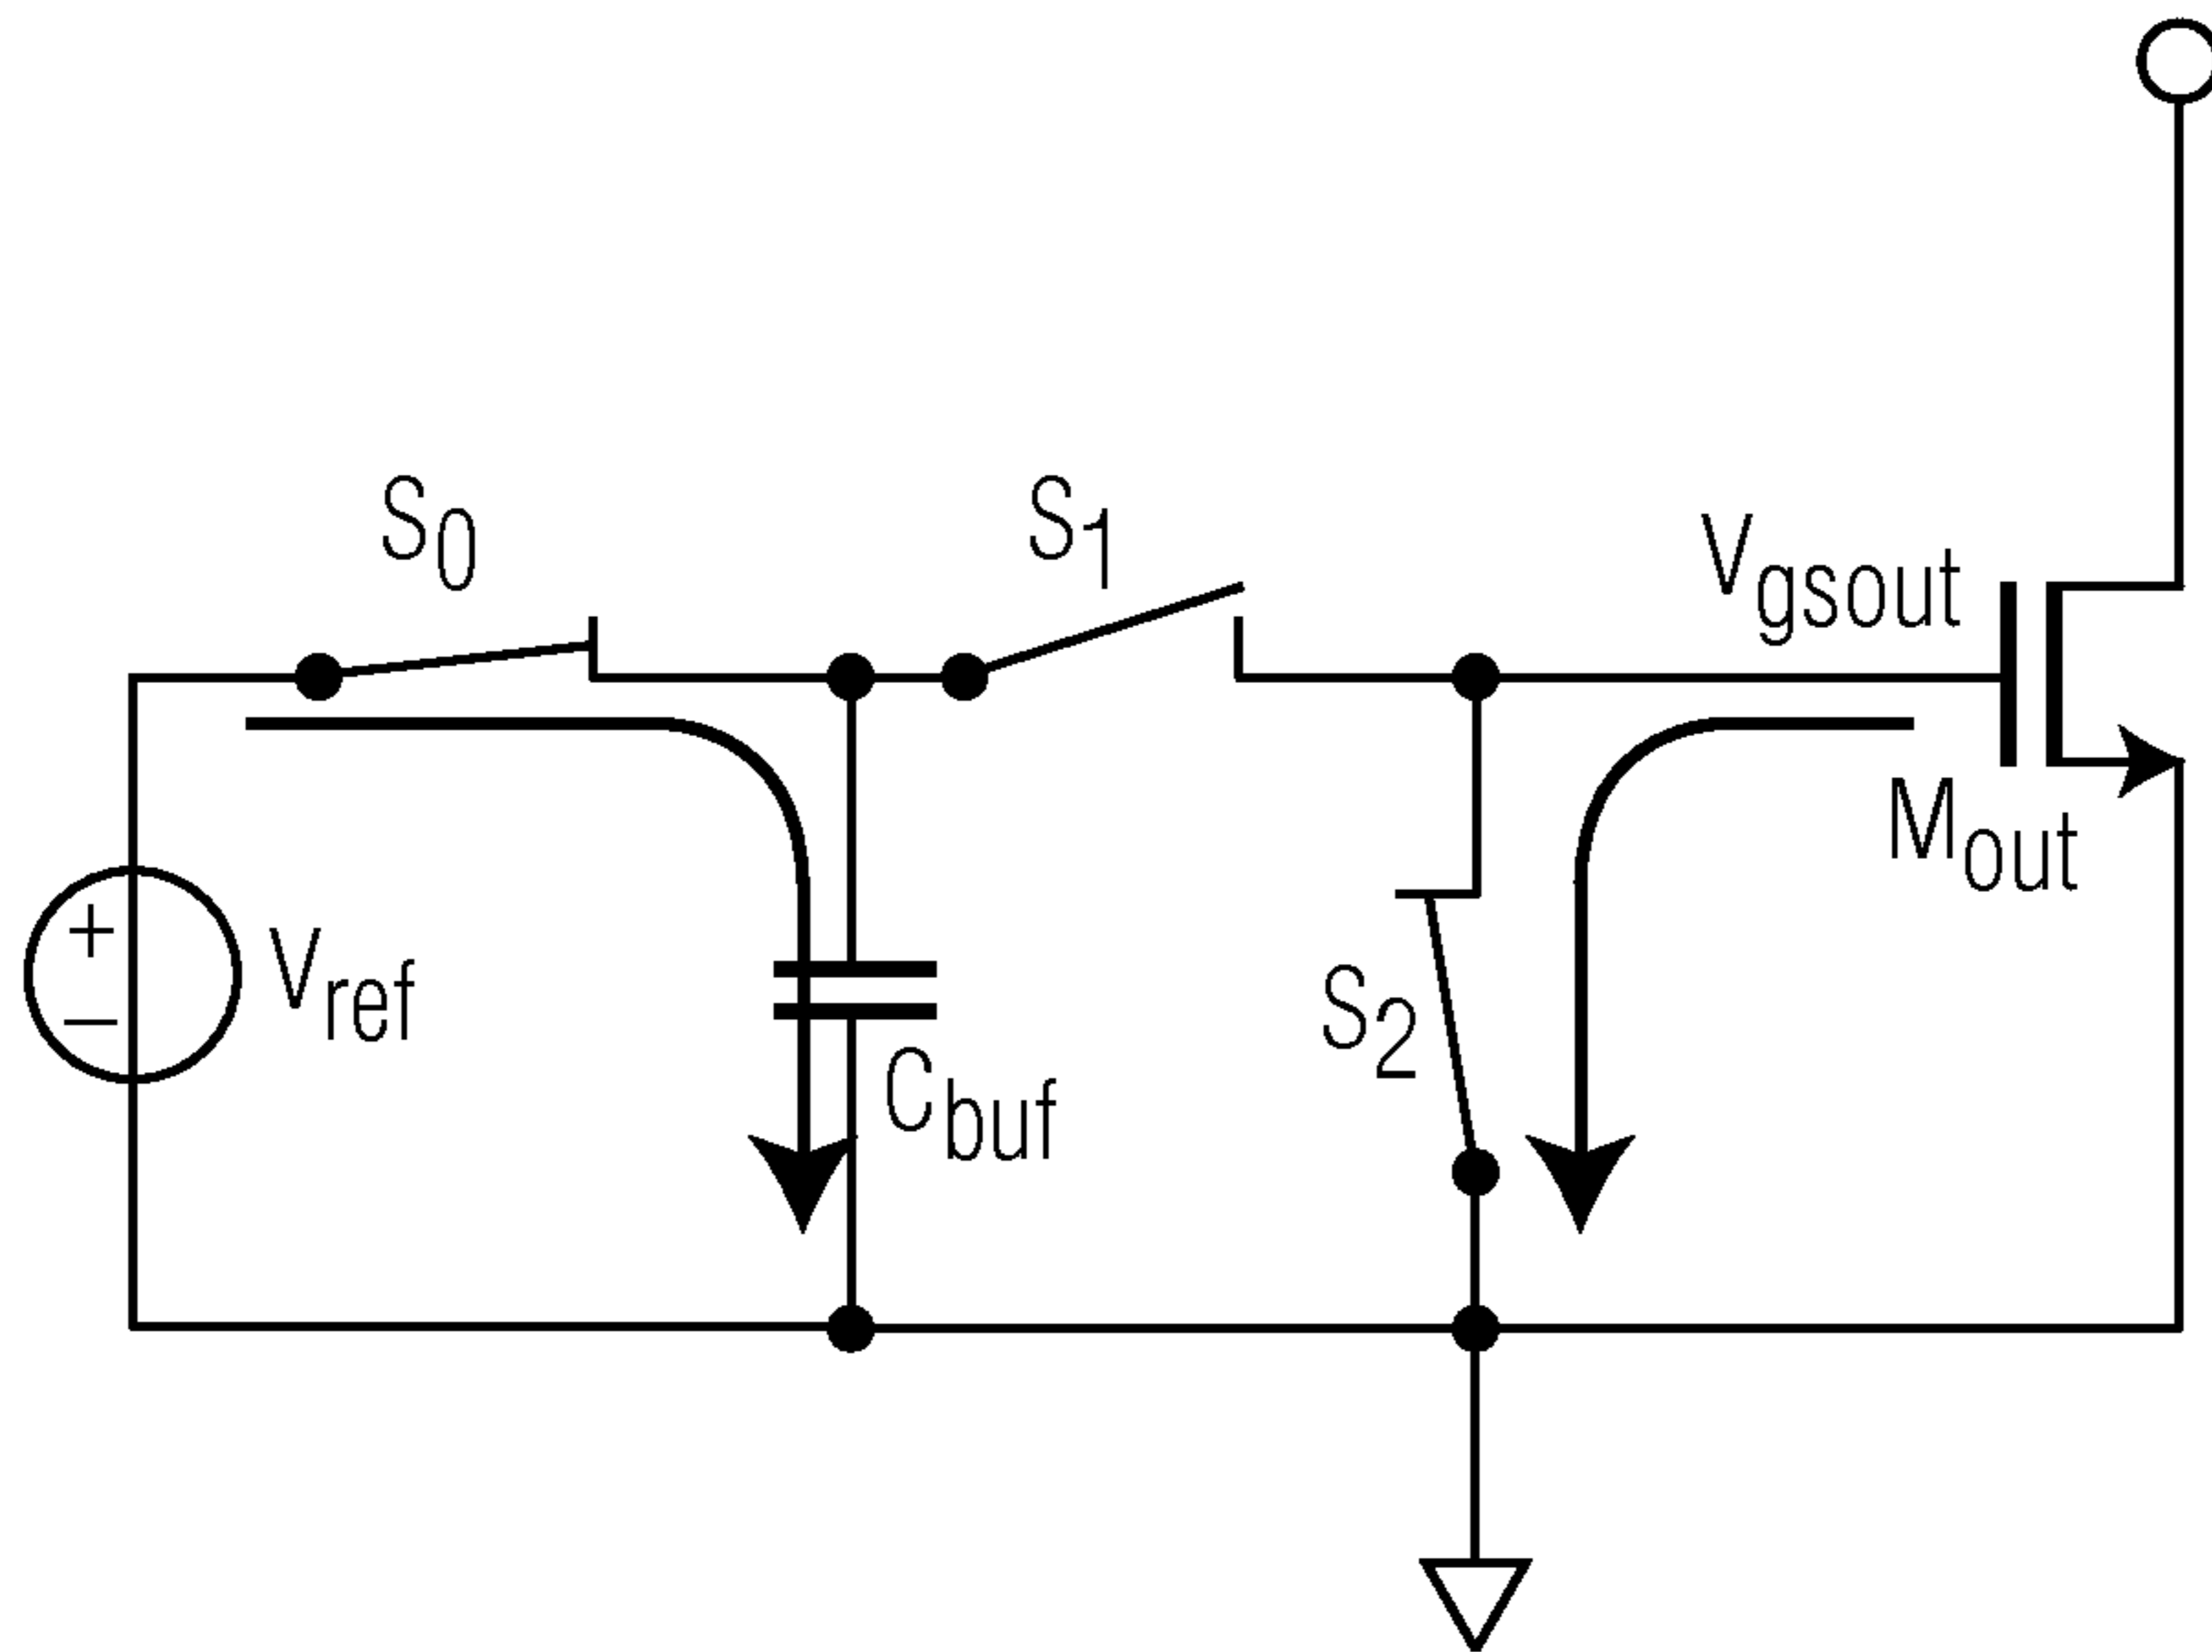 S0
S1
Vgsout
Mout
+
−
Vref
S2
Cbuf